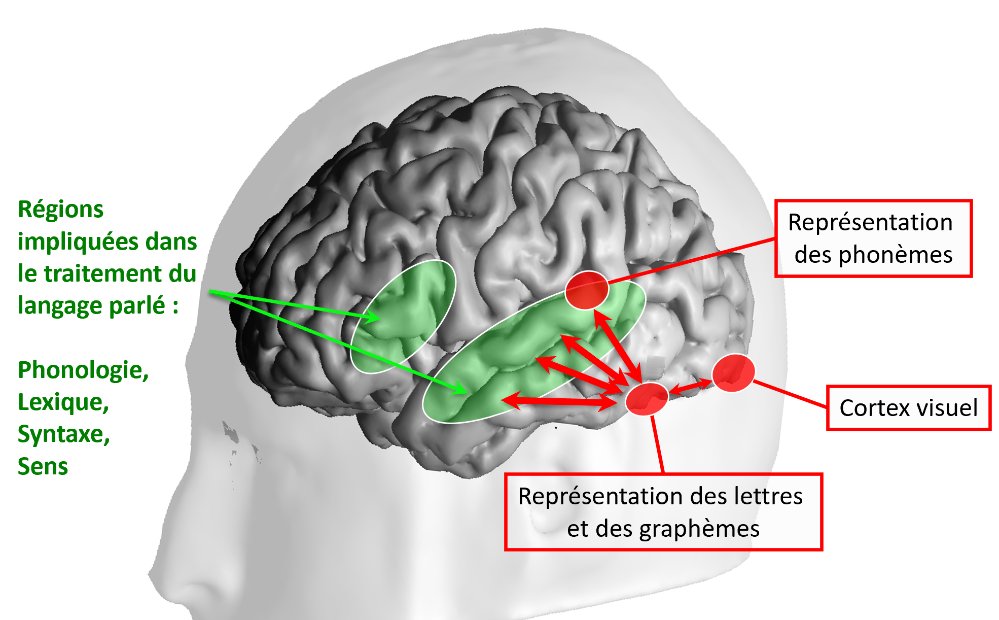 Régions
impliquées dans
le traitement du
langage parlé :
Phonologie,
Lexique,
Syntaxe,
Sens
Représentation
des phonèmes
Cortex visuel
Représentation des lettres
et des graphèmes